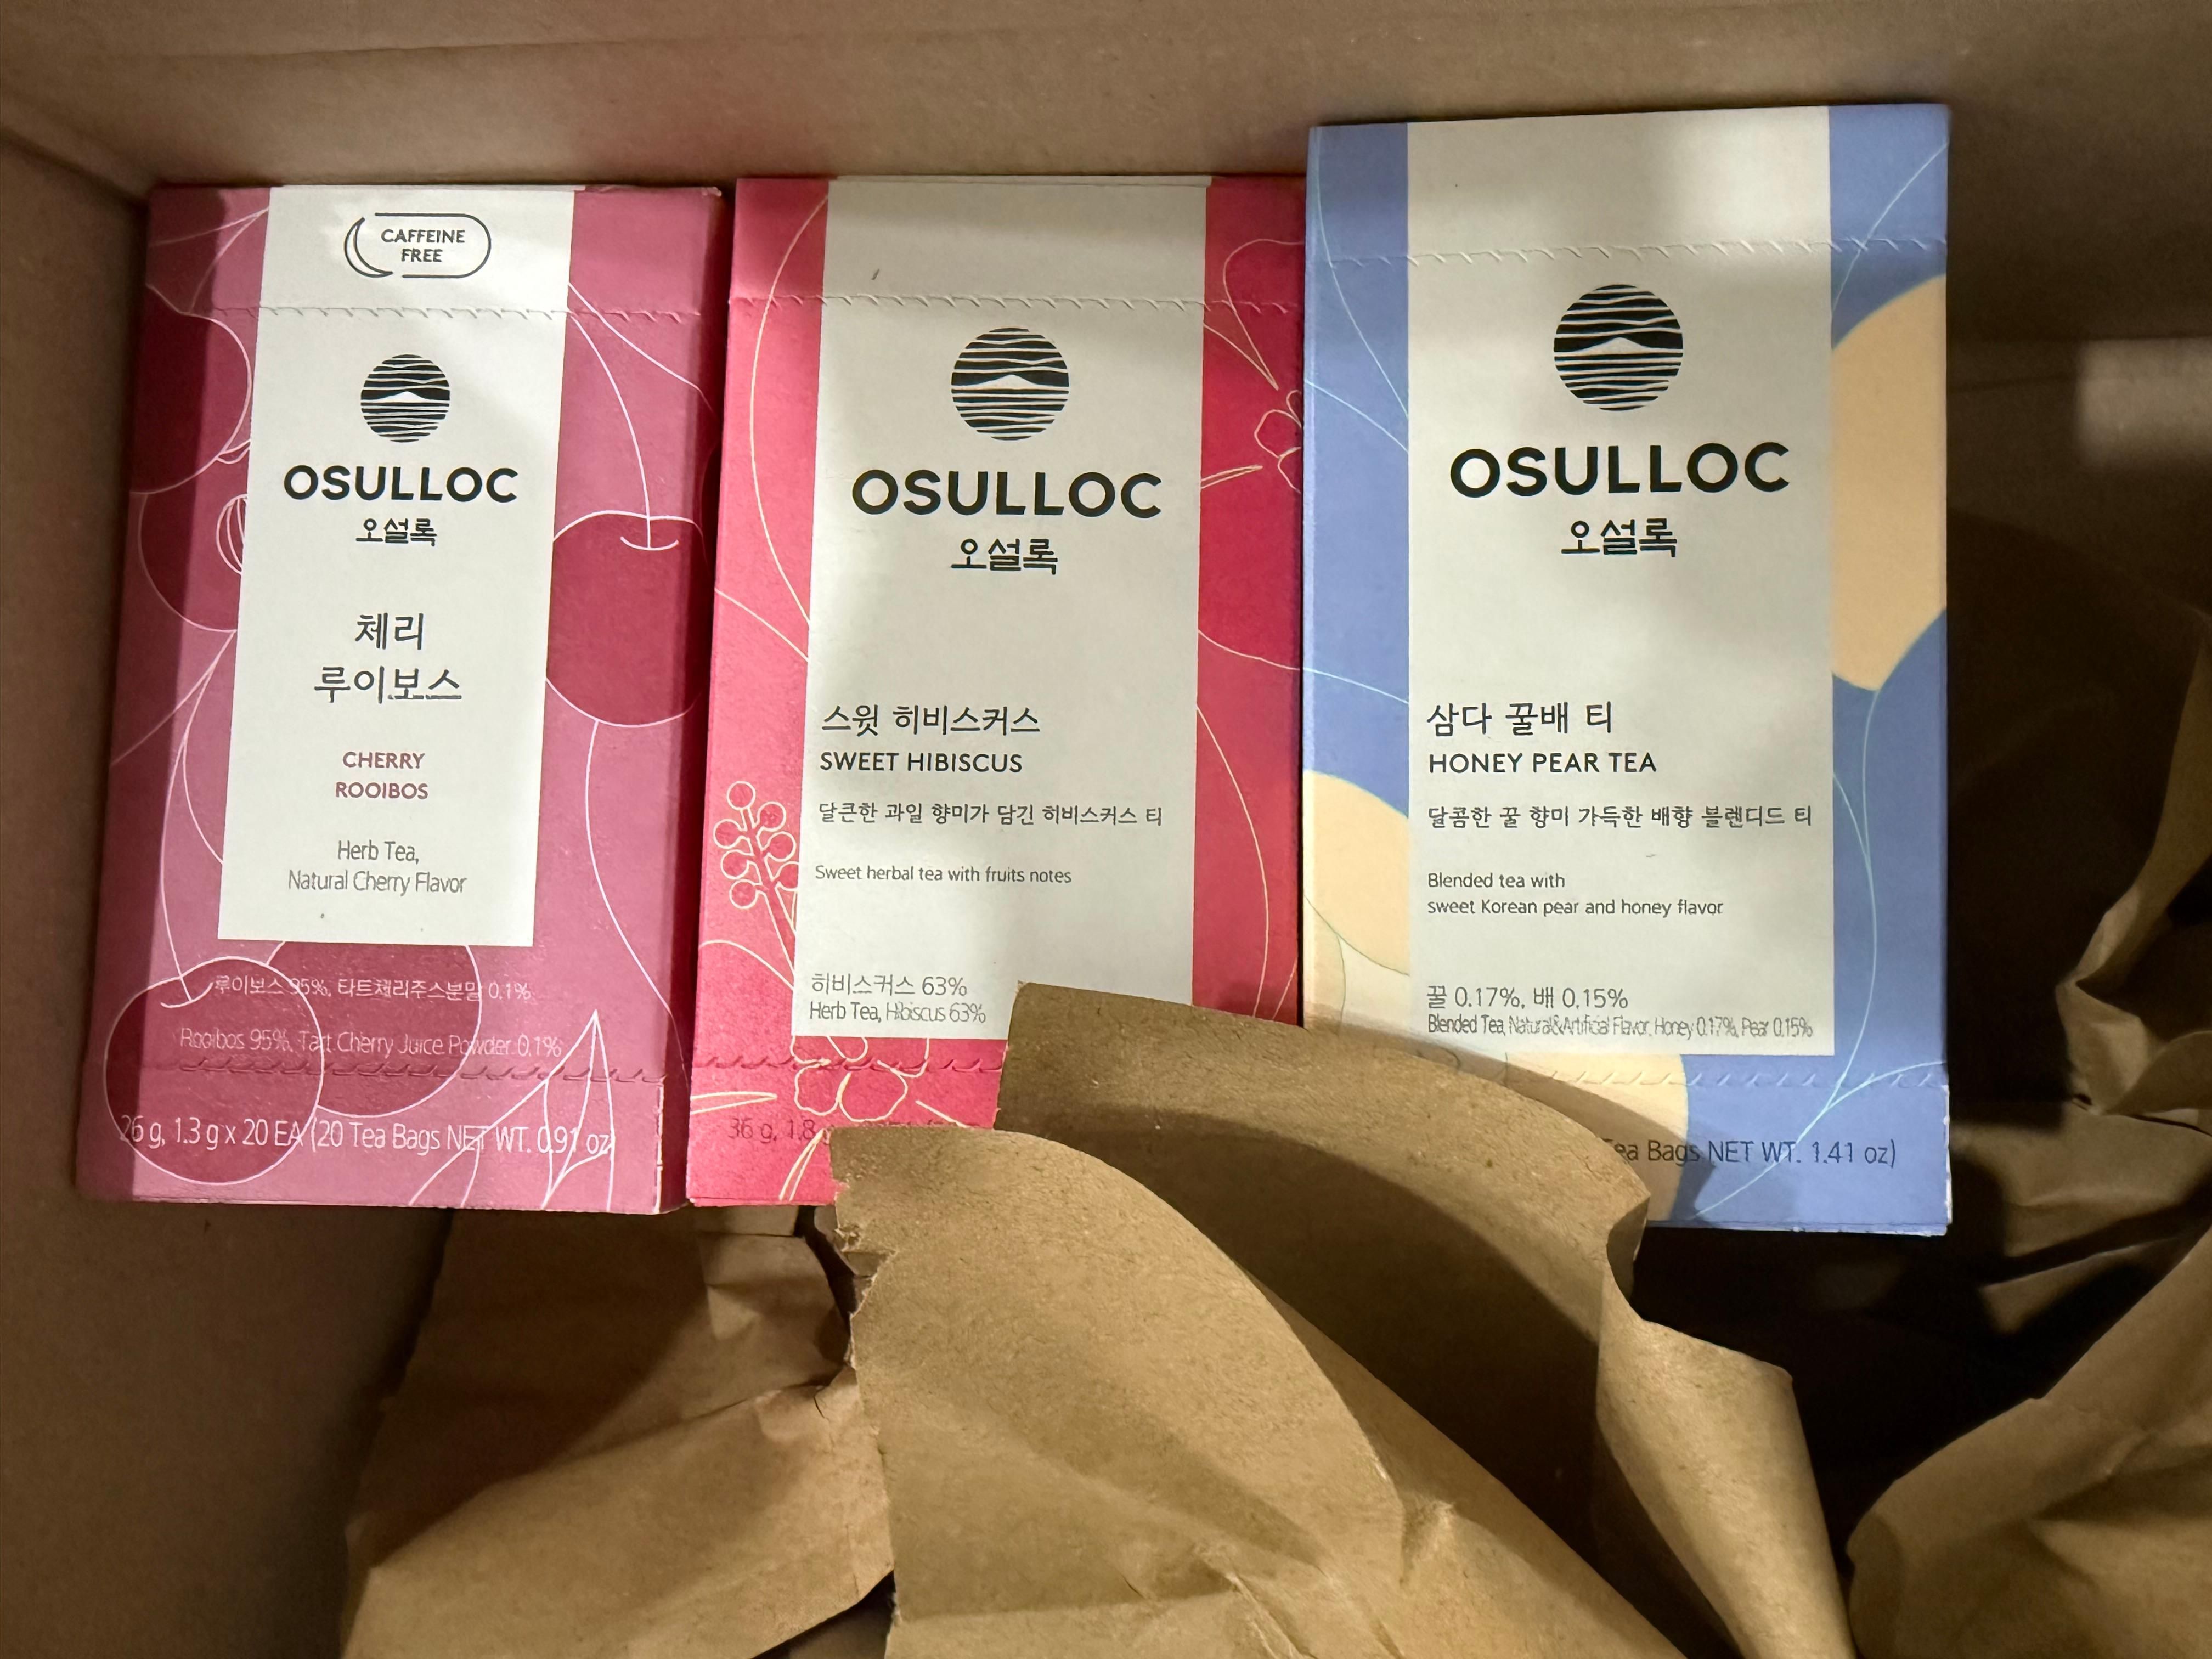 CAFFEINE
FREE
OSULLOC
오설록
체리
루이보스
CHERRY
ROOIBOS
Herb Tea,
Natural Cherry Flavor
루이보스 95%, 타트체리주스분말 0.1%
Rooibos 95%, Tart Cherry Juice Powder 0.1%
26 g, 1.3 g x 20 EA (20 Tea Bags NET WT. 0.91 oz)
OSULLOC
오설록
스윗 히비스커스
SWEET HIBISCUS
달큰한 과일 향미가 담긴 히비스커스 티
Sweet herbal tea with fruits notes
히비스커스 63%
Herb Tea, Hibiscus 63%
36 g, 1.8
OSULLOC
오설록
삼다 꿀배 티
HONEY PEAR TEA
달콤한 꿀 향미 가득한 배향 블렌디드 티
Blended tea with
sweet Korean pear and honey flavor
꿀 0.17%, 배 0.15%
Blended Tea, Natural&Artificial Flavor, Honey 0.17%, Pear 0.15%
Bags NET WT. 1.41 oz)